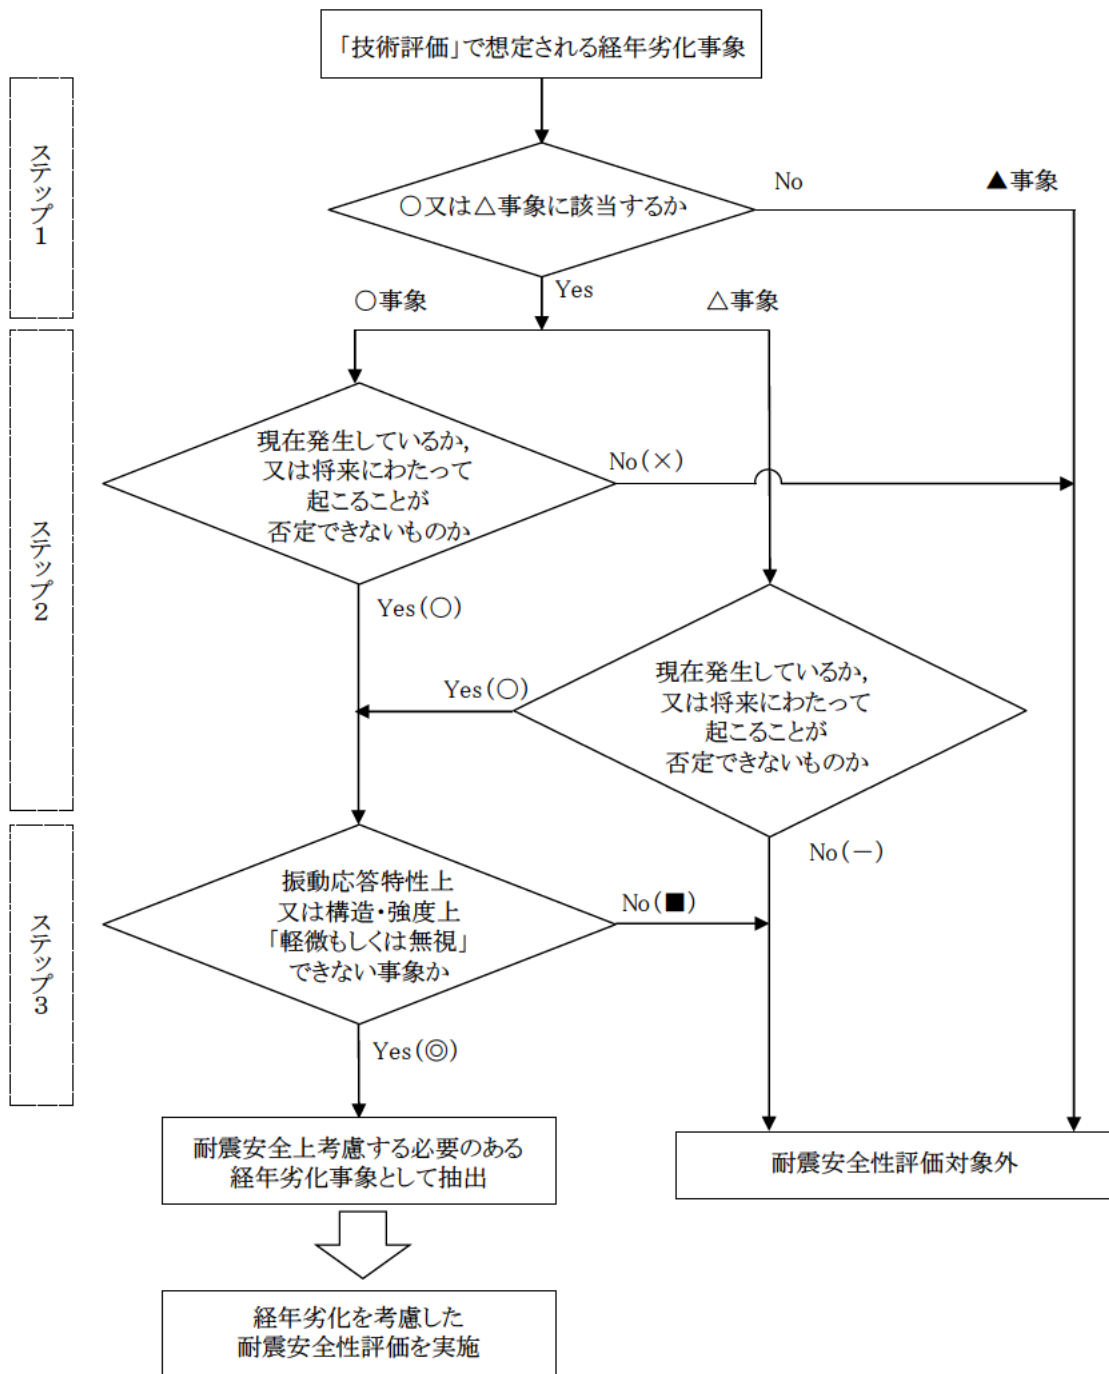 「技術評価」で想定される経年劣化事象
ステップ1
○又は△事象に該当するか
No
▲事象
Yes
○事象
△事象
ステップ2
現在発生しているか,
又は将来にわたって
起こることが
否定できないものか
No(×)
Yes(○)
現在発生しているか,
又は将来にわたって
起こることが
否定できないものか
Yes(○)
No(－)
ステップ3
振動応答特性上
又は構造・強度上
「軽微もしくは無視」
できない事象か
No(■)
Yes(◎)
耐震安全上考慮する必要のある
経年劣化事象として抽出
耐震安全性評価対象外
経年劣化を考慮した
耐震安全性評価を実施